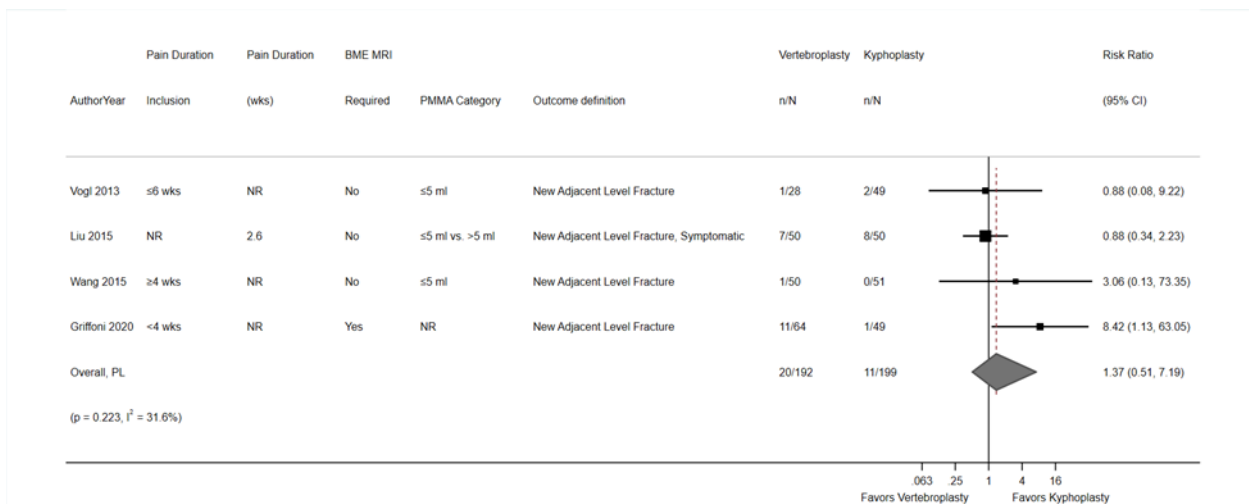 Pain Duration Pain Duration BME MRI Vertebroplasty Kyphoplasty Risk Ratio
AuthorYear Inclusion (wks) Required PMMA Category Outcome definition n/N n/N (95% CI)
Vogl 2013 ≤6 wks NR No ≤5 ml New Adjacent Level Fracture 1/28 2/49 0.88 (0.08, 9.22)
Liu 2015 NR 2.6 No ≤5 ml vs. >5 ml New Adjacent Level Fracture, Symptomatic 7/50 8/50 0.88 (0.34, 2.23)
Wang 2015 ≥4 wks NR No ≤5 ml New Adjacent Level Fracture 1/50 0/51 3.06 (0.13, 73.35)
Griffoni 2020 <4 wks NR Yes NR New Adjacent Level Fracture 11/64 1/49 8.42 (1.13, 63.05)
Overall, PL 20/192 11/199 1.37 (0.51, 7.19)
(p = 0.223, I² = 31.6%)
.063 .25 1 4 16
Favors Vertebroplasty Favors Kyphoplasty